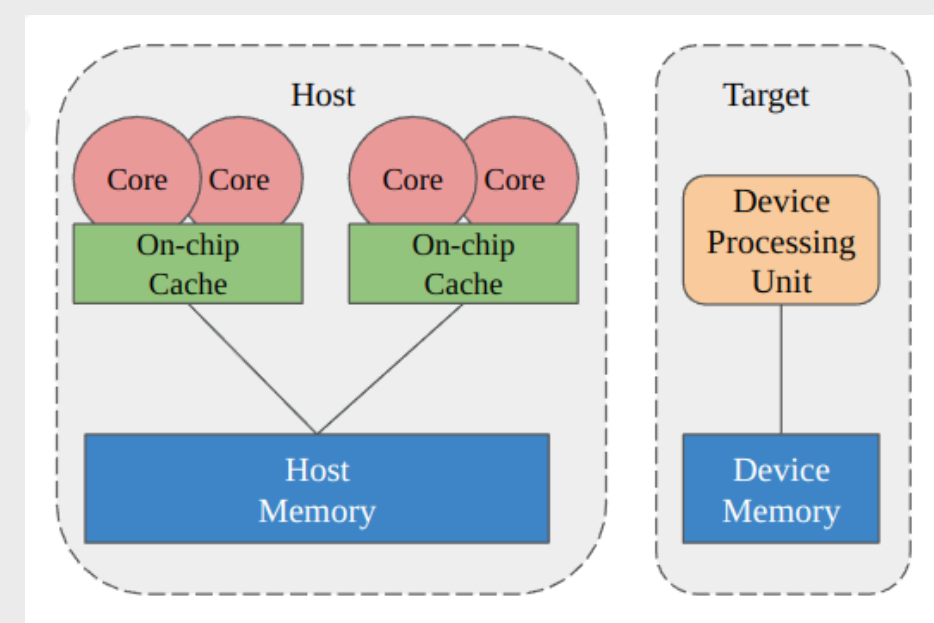 Host
Core
Core
Core
Core
On-chip
Cache
On-chip
Cache
Host
Memory
Target
Device
Processing
Unit
Device
Memory